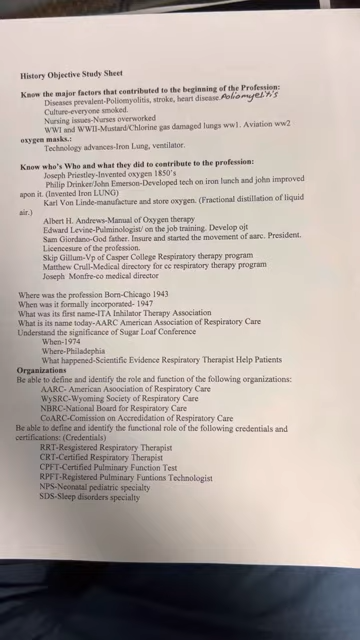 History Objective Study Sheet
Know the major factors that contributed to the beginning of the Profession:
Diseases prevalent-Poliomyolitis, stroke, heart disease. Poliomyelitis
Culture-everyone smoked.
Nursing issues-Nurses overworked
WWI and WWII-Mustard/Chlorine gas damaged lungs ww1. Aviation ww2
oxygen masks.:
Technology advances-Iron Lung, ventilator.
Know who's Who and what they did to contribute to the profession:
Joseph Priestley-Invented oxygen 1850's
Philip Drinker/John Emerson-Developed tech on iron lunch and john improved
apon it. (Invented Iron LUNG)
Karl Von Linde-manufacture and store oxygen. (Fractional distillation of liquid
air.)
Albert H. Andrews-Manual of Oxygen therapy
Edward Levine-Pulminologist/ on the job training. Develop ojt
Sam Giordano-God father. Insure and started the movement of aarc. President.
Licencesure of the profession.
Skip Gillum-Vp of Casper College Respiratory therapy program
Matthew Crull-Medical directory for cc respiratory therapy program
Joseph Monfre-co medical director
Where was the profession Born-Chicago 1943
When was it formally incorporated- 1947
What was its first name-ITA Inhilator Therapy Association
What is its name today-AARC American Association of Respiratory Care
Understand the significance of Sugar Loaf Conference
When-1974
Where-Philadephia
What happened-Scientific Evidence Respiratory Therapist Help Patients
Organizations
Be able to define and identify the role and function of the following organizations:
AARC- American Assoication of Respiratory Care
WySRC-Wyoming Society of Respiratory Care
NBRC-National Board for Respiratory Care
CoARC-Comission on Accredidation of Respiratory Care
Be able to define and identify the functional role of the following credentials and
certifications: (Credentials)
RRT-Resgistered Respiratory Therapist
CRT-Certified Respiratory Therapist
CPFT-Certified Pulminary Function Test
RPFT-Registered Pulminary Funtions Technologist
NPS-Neonatal pediatric specialty
SDS-Sleep disorders specialty